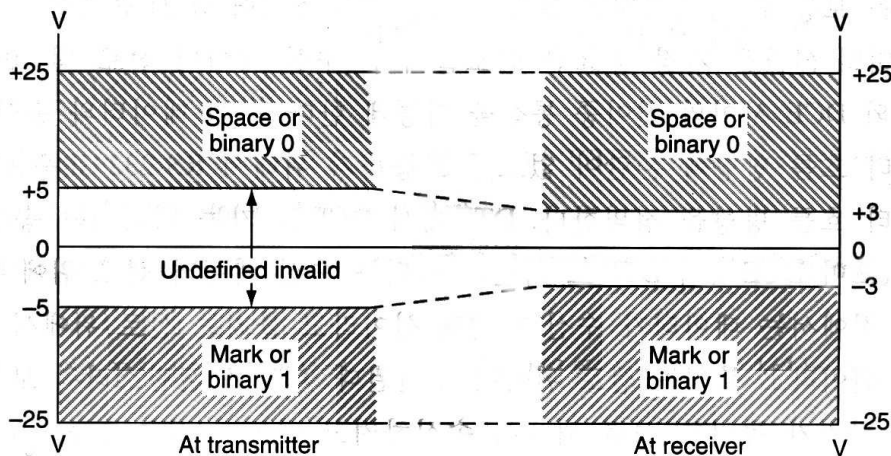 V
V
+25
+25
Space or
binary 0
Space or
binary 0
+5
+3
0
0
Undefined invalid
-3
-5
Mark or
binary 1
Mark or
binary 1
-25
-25
V
At transmitter
At receiver
V